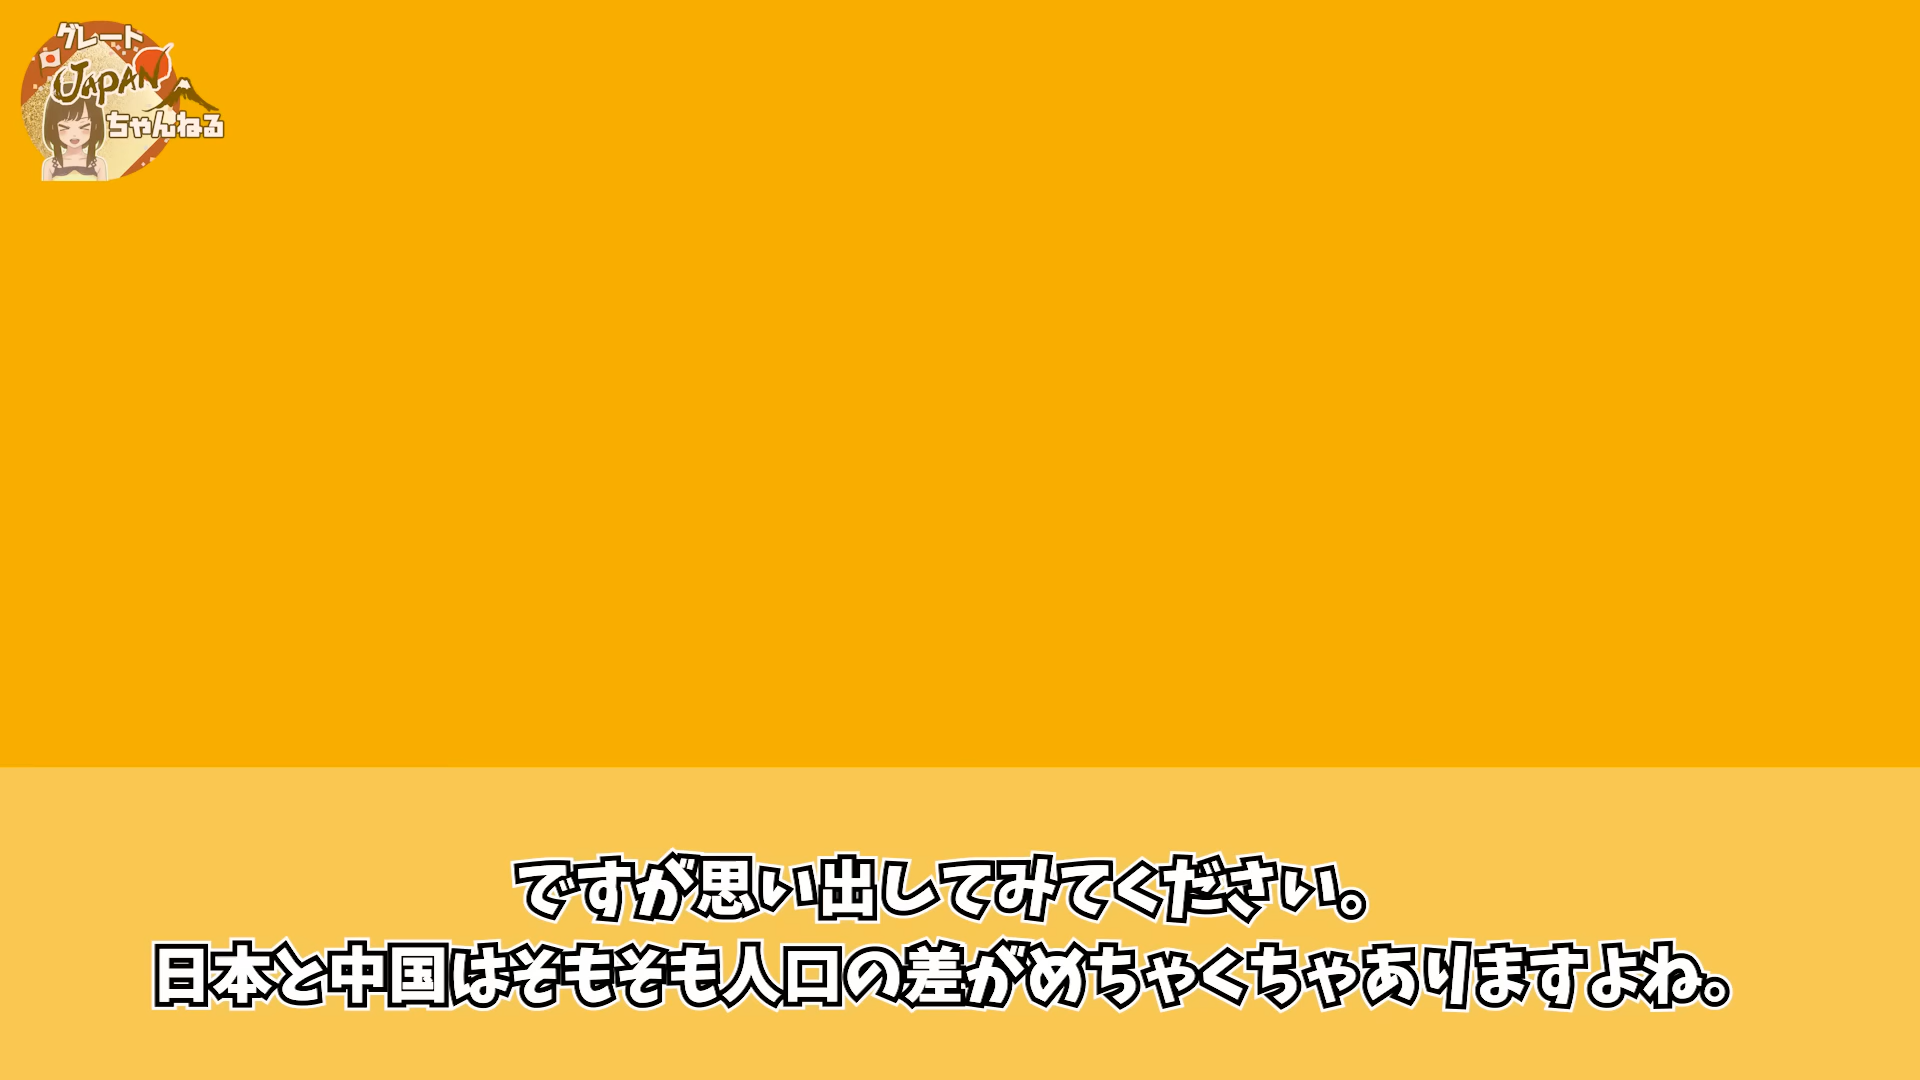 グレート
JAPAN
ちゃんねる
ですが思い出してみてください。
日本と中国はそもそも人口の差がめちゃくちゃありますよね。